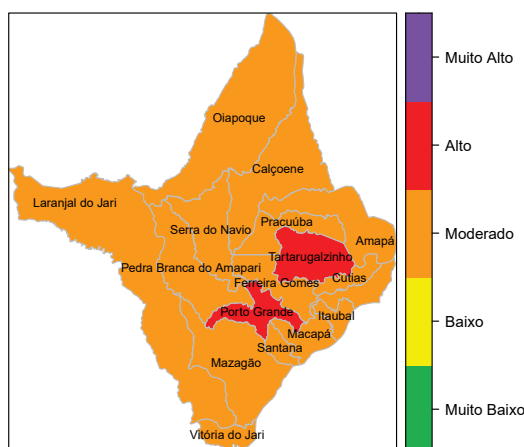 Oiapoque
Calçoene
Laranjal do Jari
Pracuúba
Serra do Navio
Amapá
Tartarugalzinho
Pedra Branca do Amapari
Cutias
Ferreira Gomes
Porto Grande
Itaubal
Macapá
Santana
Mazagão
Vitória do Jari
Muito Alto
Alto
Moderado
Baixo
Muito Baixo